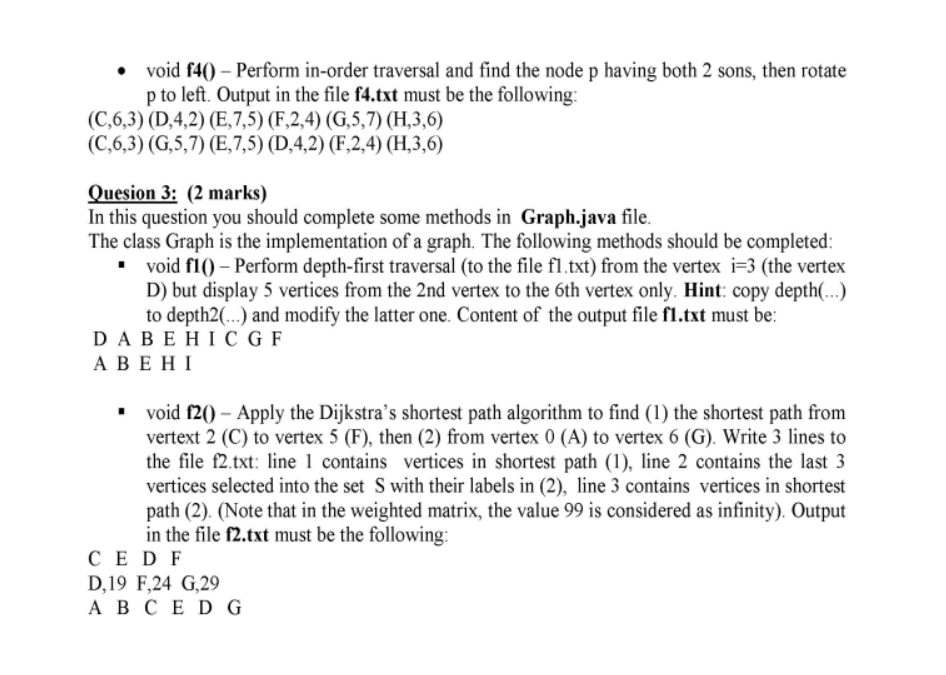 • void f4() – Perform in-order traversal and find the node p having both 2 sons, then rotate
p to left. Output in the file f4.txt must be the following:
(C,6,3) (D,4,2) (E,7,5) (F,2,4) (G,5,7) (H,3,6)
(C,6,3) (G,5,7) (E,7,5) (D,4,2) (F,2,4) (H,3,6)
Quesion 3: (2 marks)
In this question you should complete some methods in Graph.java file.
The class Graph is the implementation of a graph. The following methods should be completed:
▪ void f1() – Perform depth-first traversal (to the file f1.txt) from the vertex i=3 (the vertex
D) but display 5 vertices from the 2nd vertex to the 6th vertex only. Hint: copy depth(...)
to depth2(...) and modify the latter one. Content of the output file f1.txt must be:
D A B E H I C G F
A B E H I
▪ void f2() – Apply the Dijkstra's shortest path algorithm to find (1) the shortest path from
vertext 2 (C) to vertex 5 (F), then (2) from vertex 0 (A) to vertex 6 (G). Write 3 lines to
the file f2.txt: line 1 contains vertices in shortest path (1), line 2 contains the last 3
vertices selected into the set S with their labels in (2), line 3 contains vertices in shortest
path (2). (Note that in the weighted matrix, the value 99 is considered as infinity). Output
in the file f2.txt must be the following:
C E D F
D,19 F,24 G,29
A B C E D G